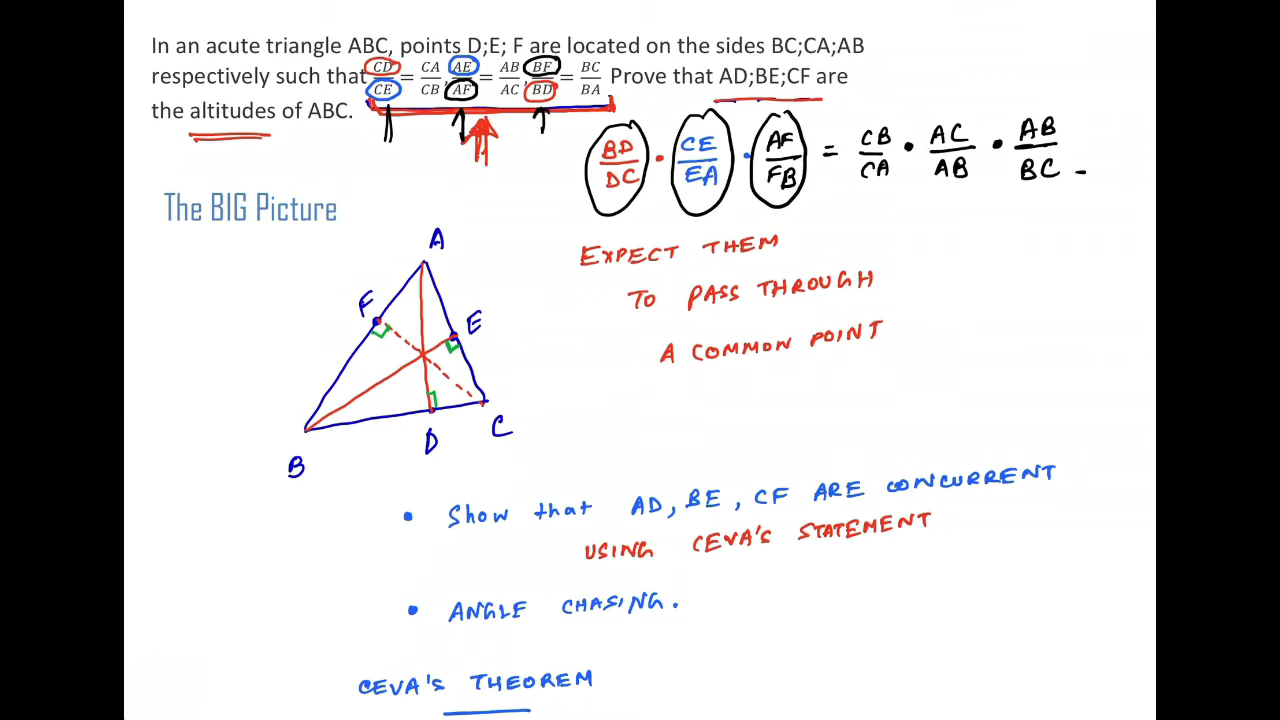 In an acute triangle ABC, points D;E; F are located on the sides BC;CA;AB
respectively such that CD/CE = CA/CB, AE/AF = AB/AC, BF/BD = BC/BA Prove that AD;BE;CF are
the altitudes of ABC.
BD/DC · CE/EA · AF/FB = CB/CA · AC/AB · AB/BC -
The BIG Picture
EXPECT THEM
TO PASS THROUGH
A COMMON POINT
A
F
E
B
D
C
• Show that AD, BE, CF ARE CONCURRENT
USING CEVA'S STATEMENT
• ANGLE CHASING.
CEVA'S THEOREM